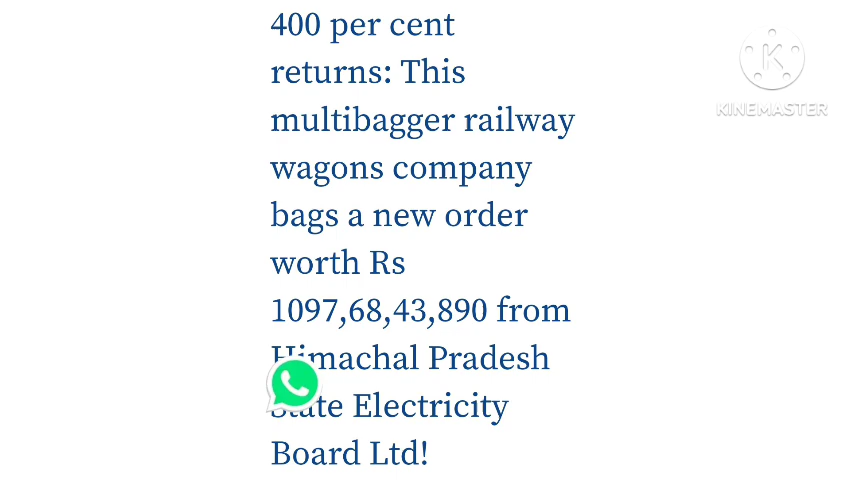 400 per cent
returns: This
multibagger railway
wagons company
bags a new order
worth Rs
1097,68,43,890 from
Himachal Pradesh
State Electricity
Board Ltd!
K
KINEMASTER